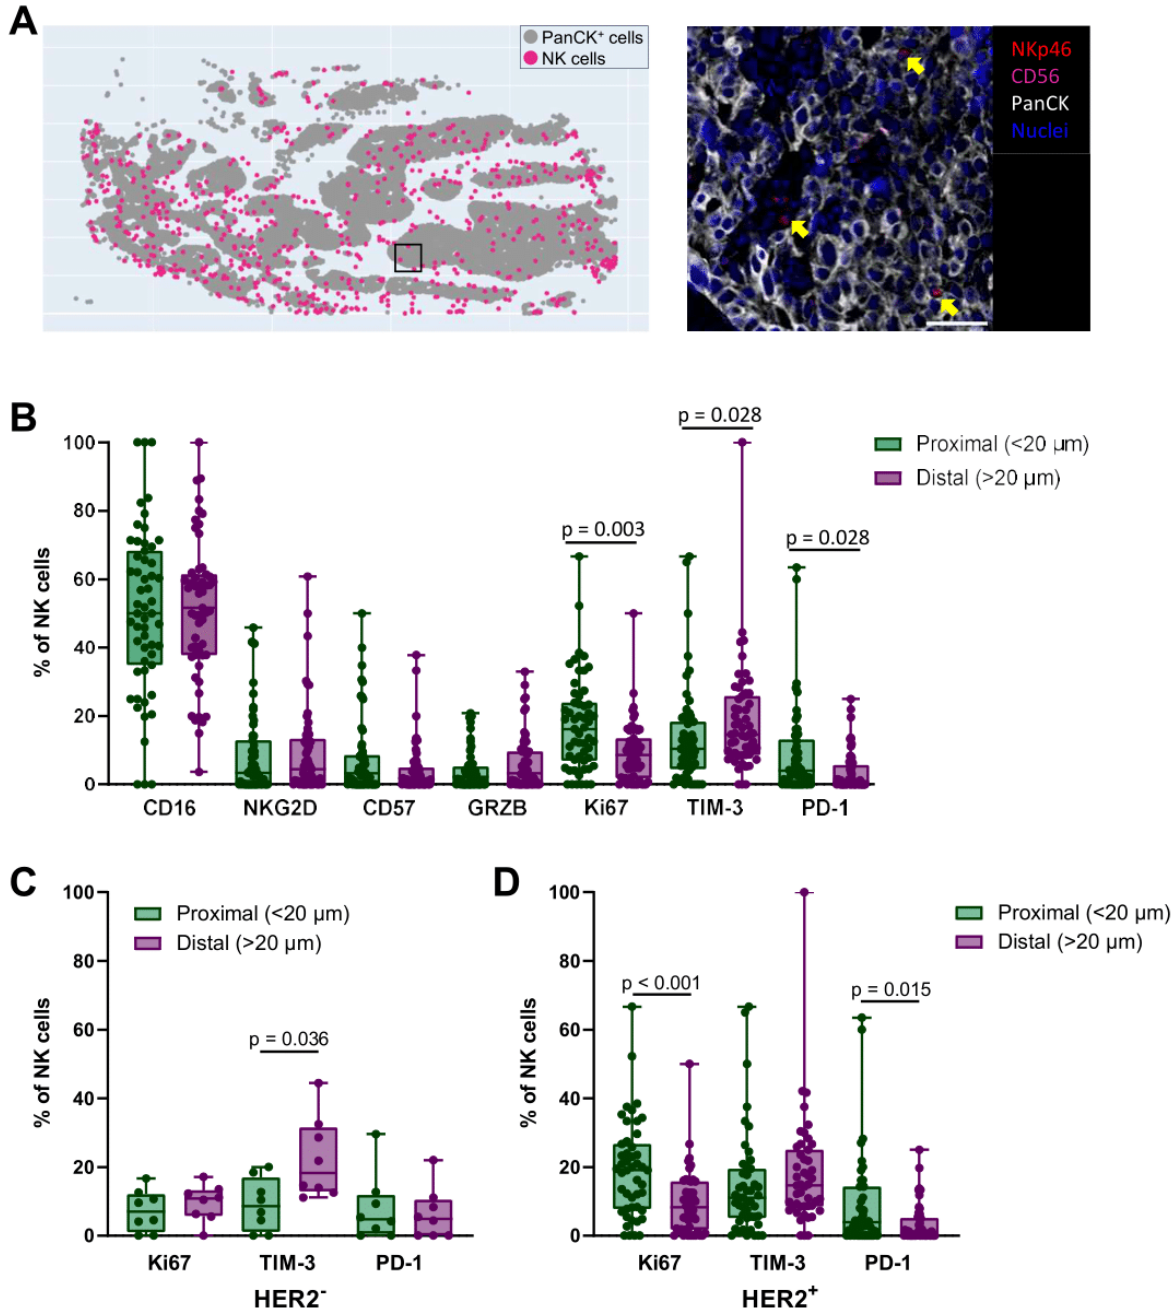 A
PanCK⁺ cells
NK cells
NKp46
CD56
PanCK
Nuclei
B
% of NK cells
100
80
60
40
20
0
p = 0.003
p = 0.028
p = 0.028
Proximal (<20 µm)
Distal (>20 µm)
CD16 NKG2D CD57 GRZB Ki67 TIM-3 PD-1
C
% of NK cells
100
80
60
40
20
0
Proximal (<20 µm)
Distal (>20 µm)
p = 0.036
Ki67 TIM-3 PD-1
HER2⁻
D
% of NK cells
100
80
60
40
20
0
Proximal (<20 µm)
Distal (>20 µm)
p < 0.001
p = 0.015
Ki67 TIM-3 PD-1
HER2⁺